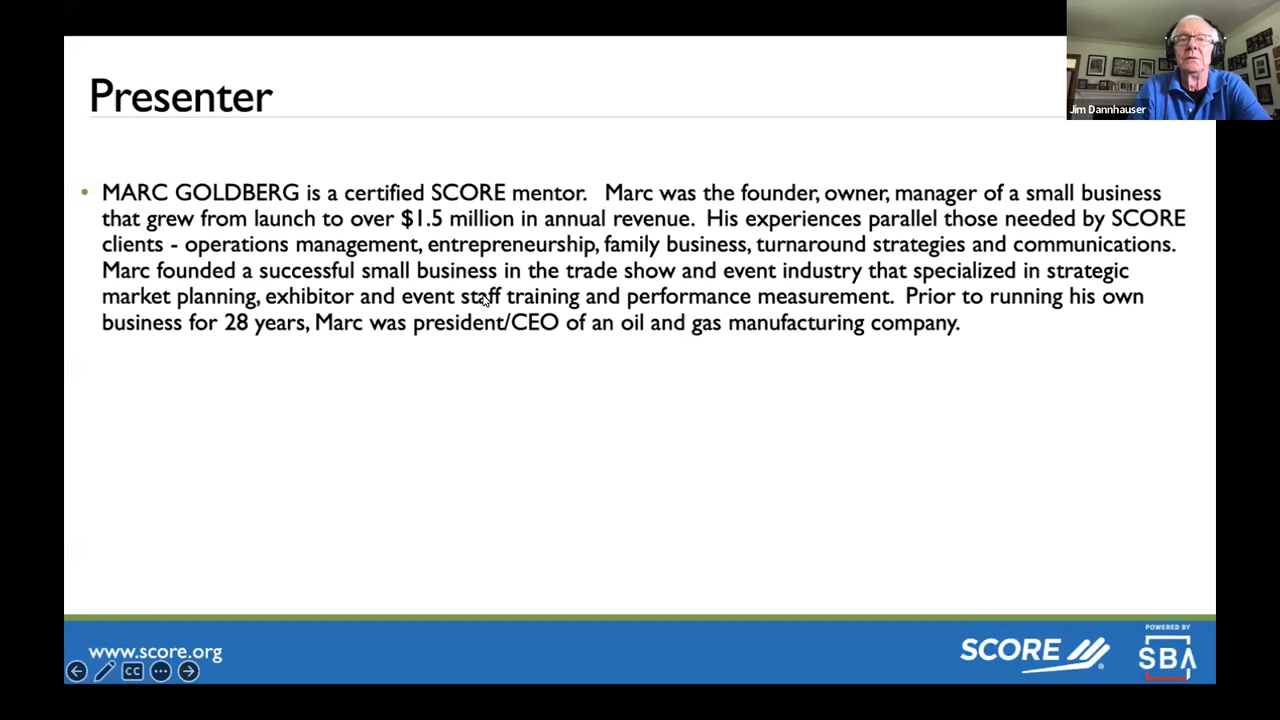 Presenter
Jim Dannhauser
• MARC GOLDBERG is a certified SCORE mentor. Marc was the founder, owner, manager of a small business
that grew from launch to over $1.5 million in annual revenue. His experiences parallel those needed by SCORE
clients - operations management, entrepreneurship, family business, turnaround strategies and communications.
Marc founded a successful small business in the trade show and event industry that specialized in strategic
market planning, exhibitor and event staff training and performance measurement. Prior to running his own
business for 28 years, Marc was president/CEO of an oil and gas manufacturing company.
www.score.org
CC
SCORE
POWERED BY
SBA